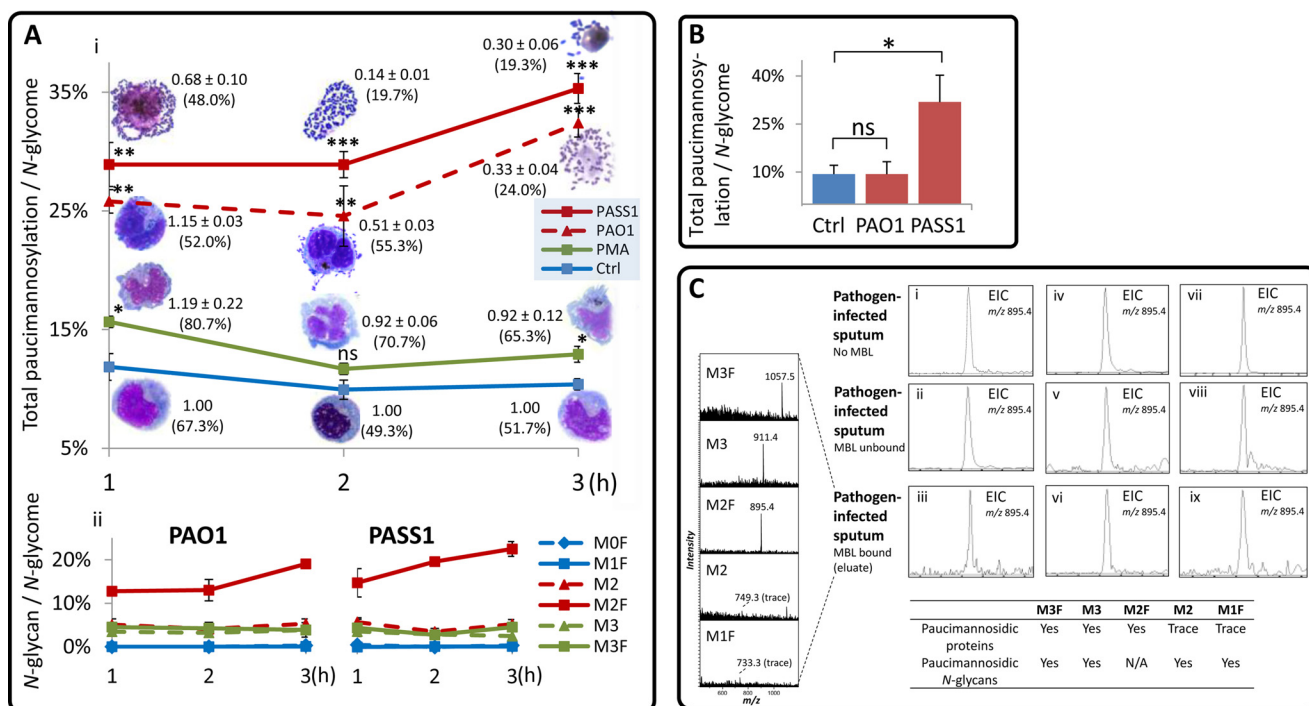 A
i
Total paucimannosylation / N-glycome
35%
25%
15%
5%
0.68 ± 0.10
(48.0%)
0.14 ± 0.01
(19.7%)
0.30 ± 0.06
(19.3%)
**
***
***
***
**
**
1.15 ± 0.03
(52.0%)
0.51 ± 0.03
(55.3%)
0.33 ± 0.04
(24.0%)
PASS1
PAO1
PMA
Ctrl
1.19 ± 0.22
(80.7%)
0.92 ± 0.06
(70.7%)
0.92 ± 0.12
(65.3%)
*
ns
*
1.00
(67.3%)
1.00
(49.3%)
1.00
(51.7%)
1 2 3 (h)
ii
N-glycan / N-glycome
PAO1 PASS1
20%
10%
0%
1 2 3(h) 1 2 3(h)
M0F
M1F
M2
M2F
M3
M3F
B
Total paucimannosy-
lation / N-glycome
40%
25%
10%
*
ns
Ctrl PAO1 PASS1
C
Intensity
M3F
1057.5
M3
911.4
M2F
895.4
M2
749.3 (trace)
M1F
733.3 (trace)
600 800 1000
m/z
Pathogen-
infected
sputum
No MBL
i
EIC
m/z 895.4
iv
EIC
m/z 895.4
vii
EIC
m/z 895.4
Pathogen-
infected
sputum
MBL unbound
ii
EIC
m/z 895.4
v
EIC
m/z 895.4
viii
EIC
m/z 895.4
Pathogen-
infected
sputum
MBL bound
(eluate)
iii
EIC
m/z 895.4
vi
EIC
m/z 895.4
ix
EIC
m/z 895.4
M3F M3 M2F M2 M1F
Paucimannosidic
proteins
Yes Yes Yes Trace Trace
Paucimannosidic
N-glycans
Yes Yes N/A Yes Yes